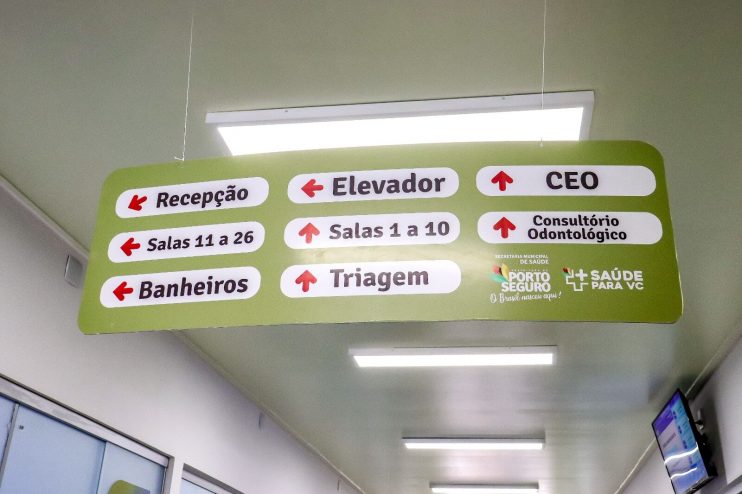 Recepção
Salas 11 a 26
Banheiros
Elevador
Salas 1 a 10
Triagem
CEO
Consultório
Odontológico
SECRETARIA MUNICIPAL
DE SAÚDE
PORTO
SEGURO
O Brasil nasceu aqui!
SAÚDE
PARA VC